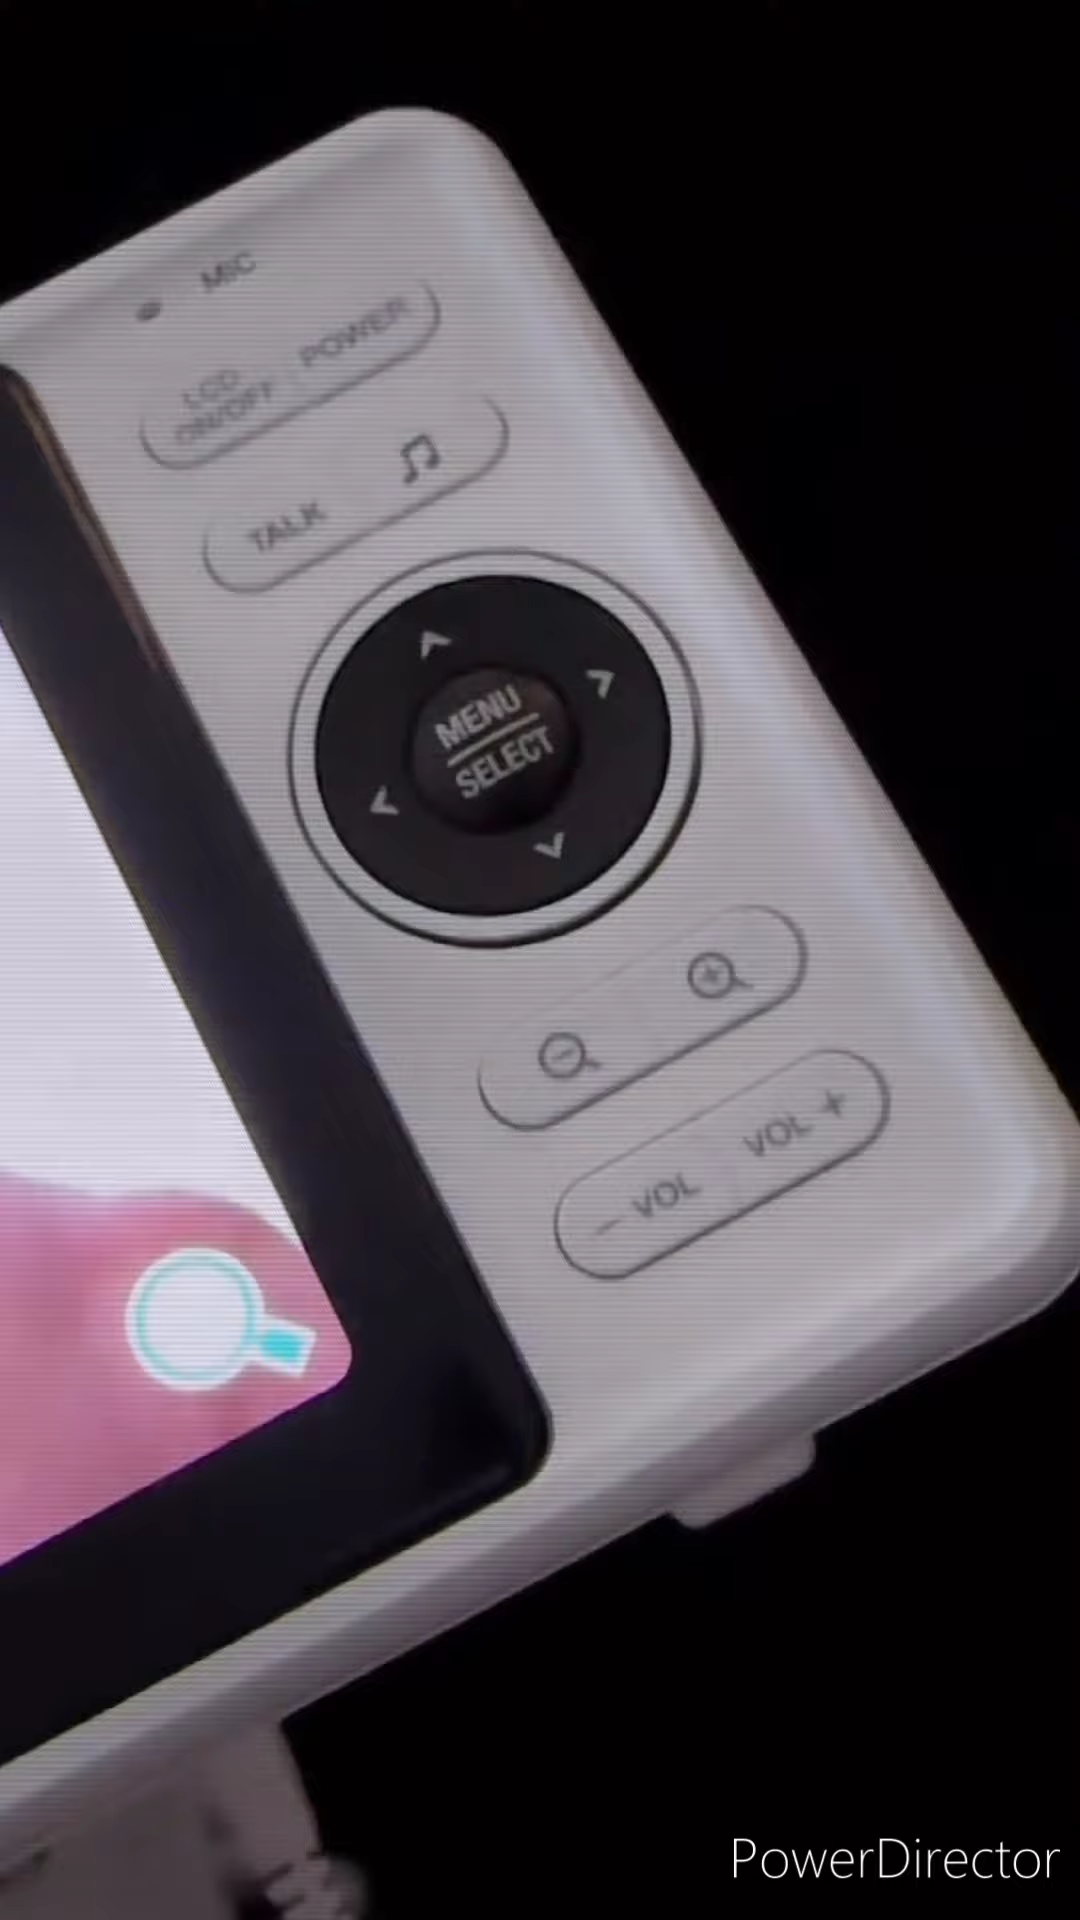 MIC
LCD
ON/OFF
POWER
TALK
MENU
SELECT
− VOL
VOL +
PowerDirector